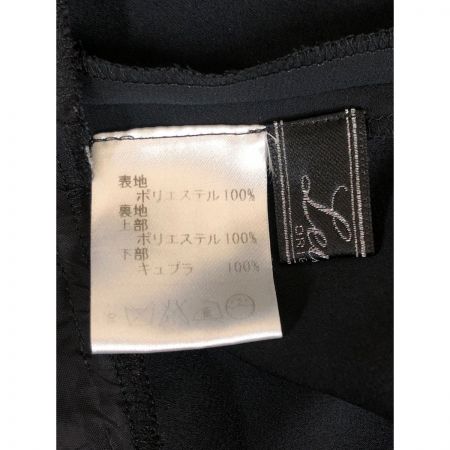 表地
ポリエステル100%
裏地
上部
ポリエステル100%
下部
キュプラ 100%